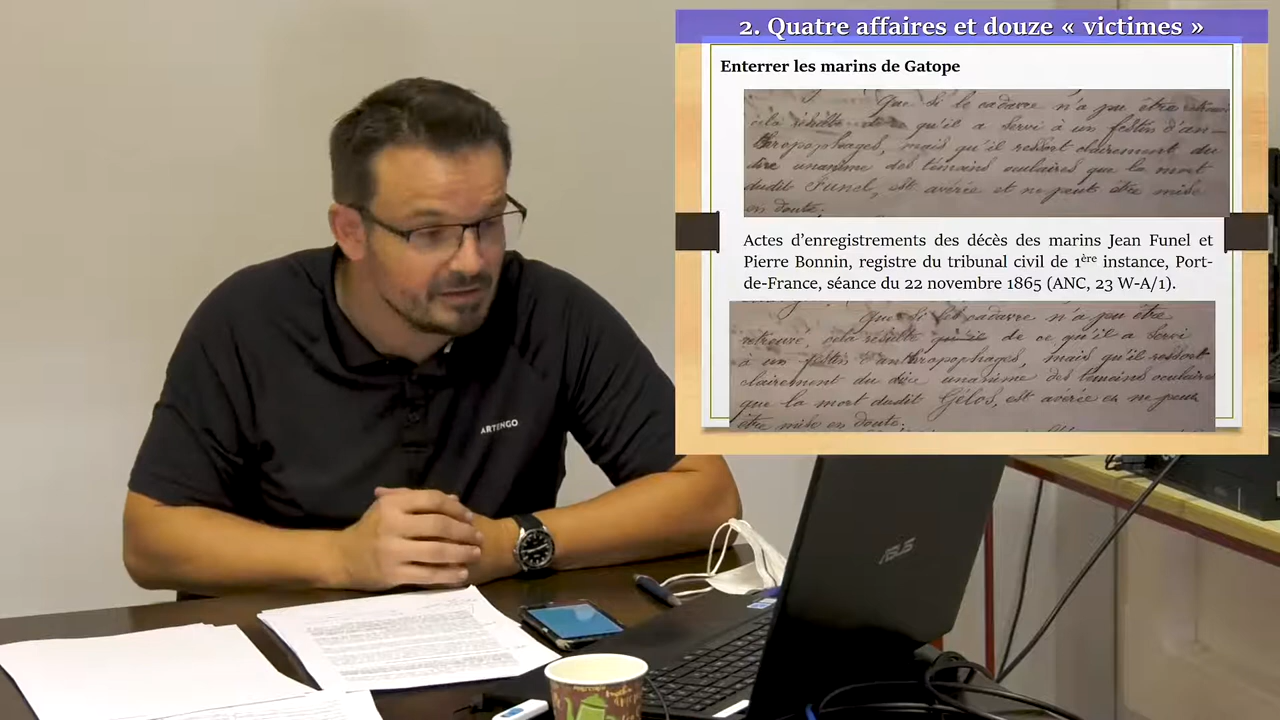 2. Quatre affaires et douze « victimes »
Enterrer les marins de Gatope
Que si le cadavre n'a pu être retrouvé
cela résulte de ce qu'il a servi à un festin d'an-
thropophages, mais qu'il ressort clairement du
dire unanime des témoins oculaires que la mort
dudit Funel, est avérée et ne peut être mise
en doute.
Actes d'enregistrements des décès des marins Jean Funel et
Pierre Bonnin, registre du tribunal civil de 1ère instance, Port-
de-France, séance du 22 novembre 1865 (ANC, 23 W-A/1).
Que si le cadavre n'a pu être
retrouvé, cela résulte de ce qu'il a servi
à un festin d'anthropophages, mais qu'il ressort
clairement du dire unanime des témoins oculaires
que la mort dudit Gélos, est avérée et ne peut
être mise en doute.
ARTENGO
ASUS